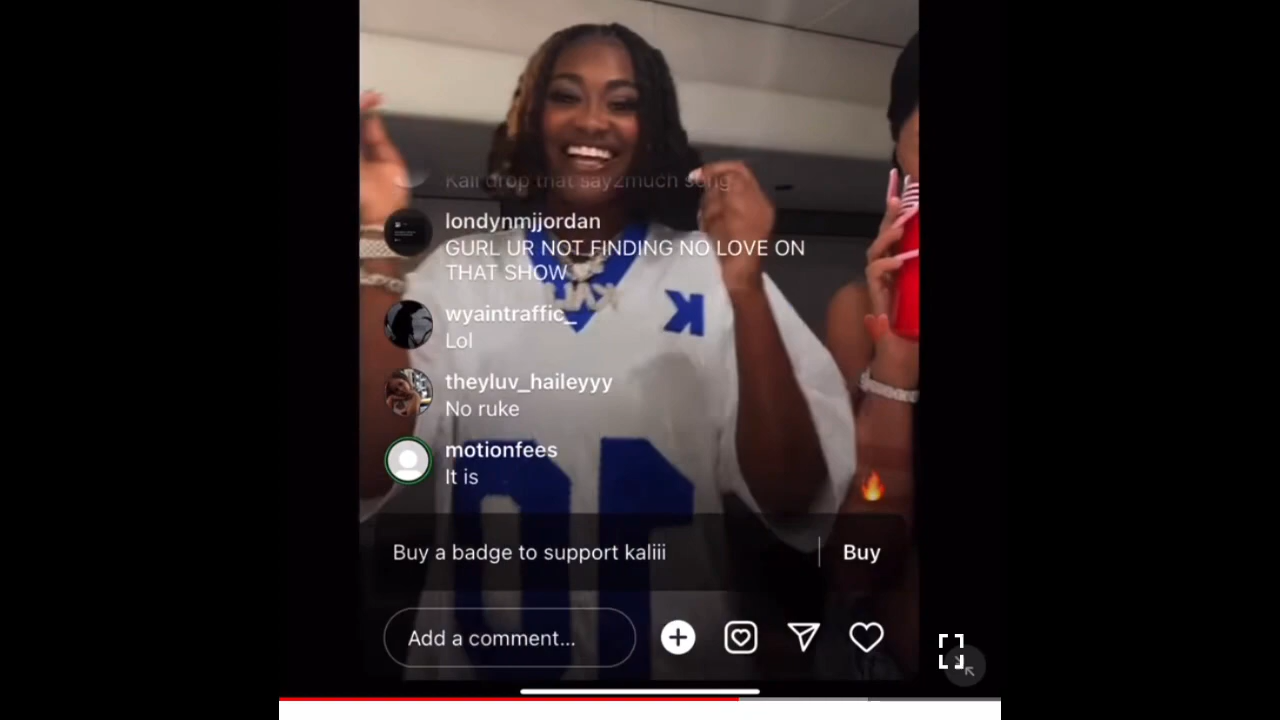 Kali drop that say2much song
londynmjjordan
GURL UR NOT FINDING NO LOVE ON
THAT SHOW
wyaintraffic_
Lol
theyluv_haileyyy
No ruke
motionfees
It is
K
10
Buy a badge to support kaliii
Buy
Add a comment...